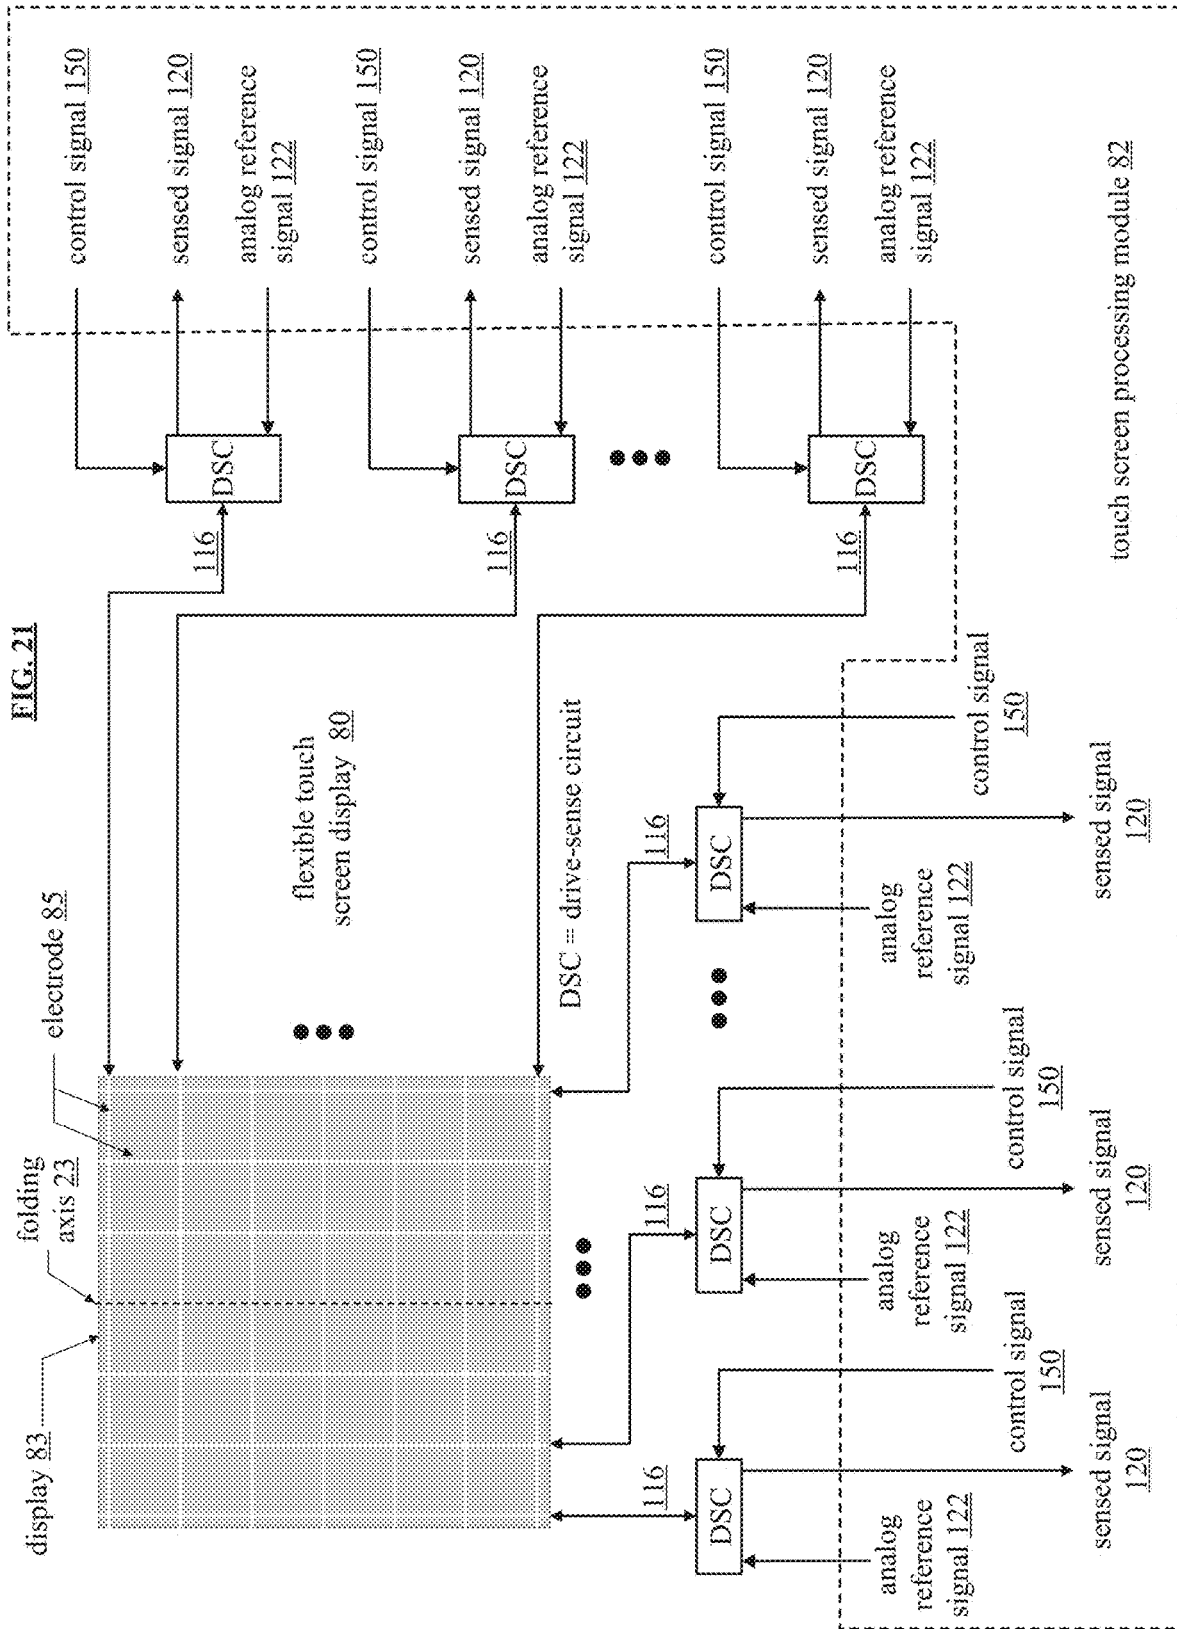 FIG. 21
display 83
folding
axis 23
electrode 85
flexible touch
screen display 80
DSC = drive-sense circuit
116
DSC
control signal 150
sensed signal 120
analog reference
signal 122
116
DSC
control signal 150
sensed signal 120
analog reference
signal 122
116
DSC
control signal 150
sensed signal 120
analog reference
signal 122
116
DSC
analog
reference
signal 122
control signal
150
sensed signal
120
116
DSC
analog
reference
signal 122
control signal
150
sensed signal
120
116
DSC
analog
reference
signal 122
control signal
150
sensed signal
120
touch screen processing module 82